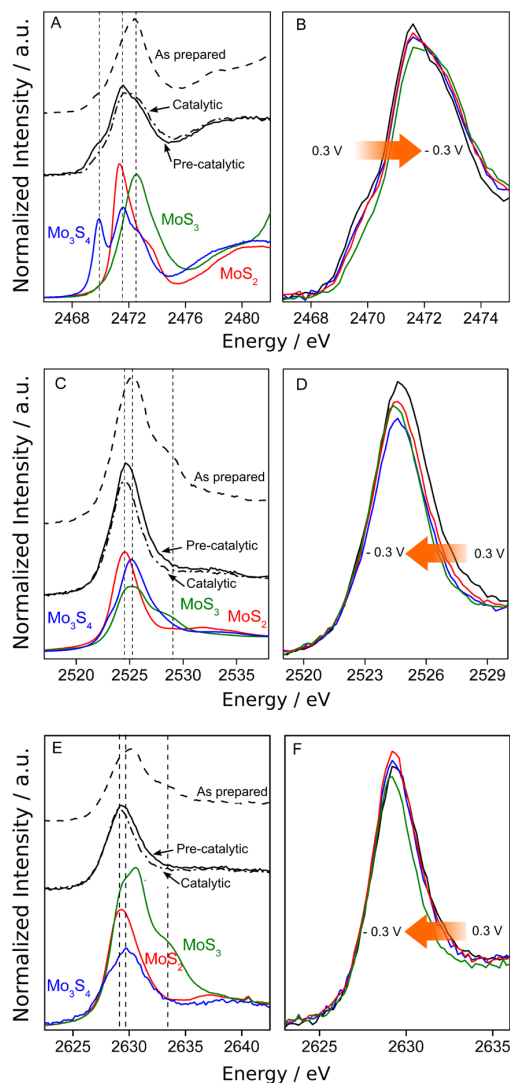 A
As prepared
Catalytic
Pre-catalytic
Mo3S4
MoS3
MoS2
Normalized Intensity / a.u.
2468 2472 2476 2480
Energy / eV
B
0.3 V
- 0.3 V
2468 2470 2472 2474
Energy / eV
C
As prepared
Pre-catalytic
Catalytic
Mo3S4
MoS3
MoS2
Normalized Intensity / a.u.
2520 2525 2530 2535
Energy / eV
D
- 0.3 V
0.3 V
2520 2523 2526 2529
Energy / eV
E
As prepared
Pre-catalytic
Catalytic
MoS3
MoS2
Mo3S4
Normalized Intensity / a.u.
2625 2630 2635 2640
Energy / eV
F
- 0.3 V
0.3 V
2625 2630 2635
Energy / eV